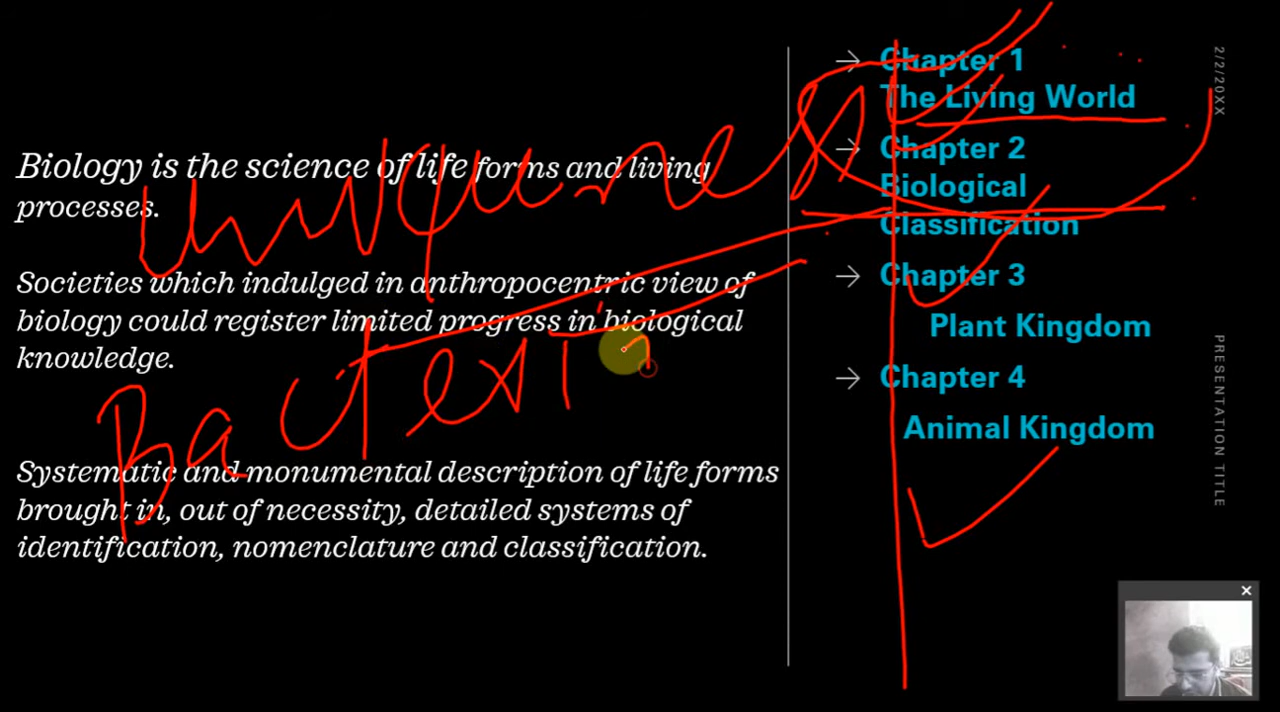 Biology is the science of life forms and living
processes.
Societies which indulged in anthropocentric view of
biology could register limited progress in biological
knowledge.
Systematic and monumental description of life forms
brought in, out of necessity, detailed systems of
identification, nomenclature and classification.
→ Chapter 1
The Living World
→ Chapter 2
Biological
Classification
→ Chapter 3
Plant Kingdom
→ Chapter 4
Animal Kingdom
2/2/20XX
PRESENTATION TITLE
uniqueness
Bacteri